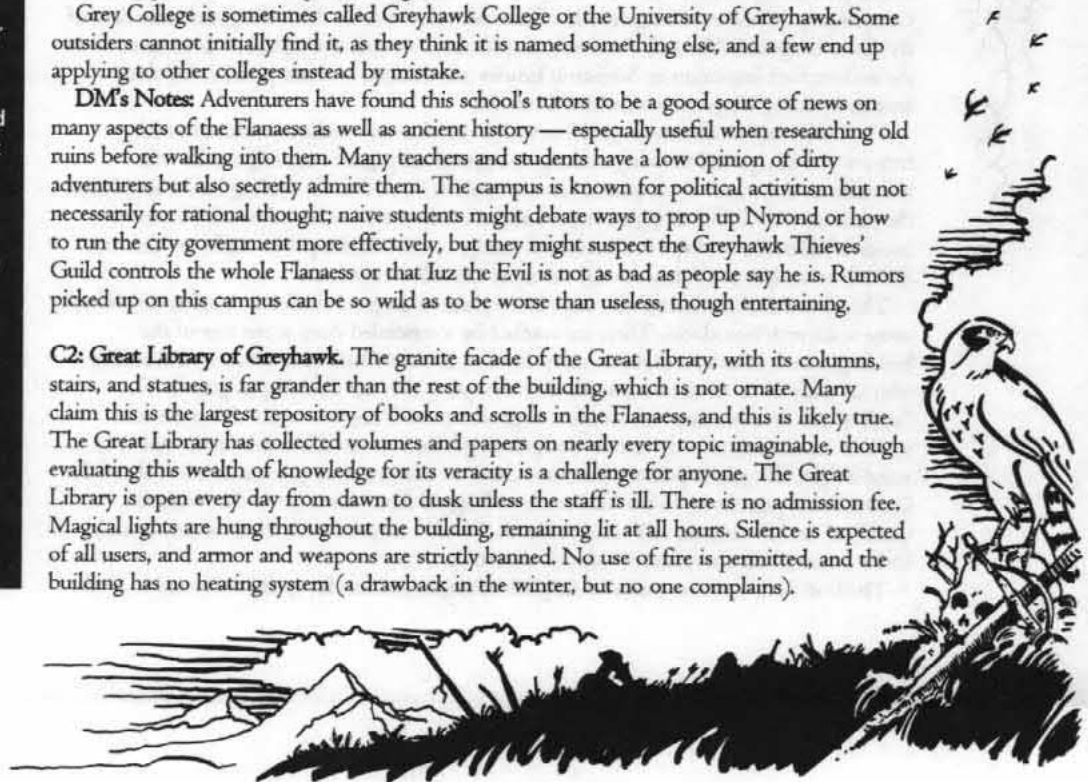 Grey College is sometimes called Greyhawk College or the University of Greyhawk. Some
outsiders cannot initially find it, as they think it is named something else, and a few end up
applying to other colleges instead by mistake.
DM's Notes: Adventurers have found this school's tutors to be a good source of news on
many aspects of the Flanaess as well as ancient history — especially useful when researching old
ruins before walking into them. Many teachers and students have a low opinion of dirty
adventurers but also secretly admire them. The campus is known for political activitism but not
necessarily for rational thought; naive students might debate ways to prop up Nyrond or how
to run the city government more effectively, but they might suspect the Greyhawk Thieves'
Guild controls the whole Flanaess or that Iuz the Evil is not as bad as people say he is. Rumors
picked up on this campus can be so wild as to be worse than useless, though entertaining.
C2: Great Library of Greyhawk. The granite facade of the Great Library, with its columns,
stairs, and statues, is far grander than the rest of the building, which is not ornate. Many
claim this is the largest repository of books and scrolls in the Flanaess, and this is likely true.
The Great Library has collected volumes and papers on nearly every topic imaginable, though
evaluating this wealth of knowledge for its veracity is a challenge for anyone. The Great
Library is open every day from dawn to dusk unless the staff is ill. There is no admission fee.
Magical lights are hung throughout the building, remaining lit at all hours. Silence is expected
of all users, and armor and weapons are strictly banned. No use of fire is permitted, and the
building has no heating system (a drawback in the winter, but no one complains).